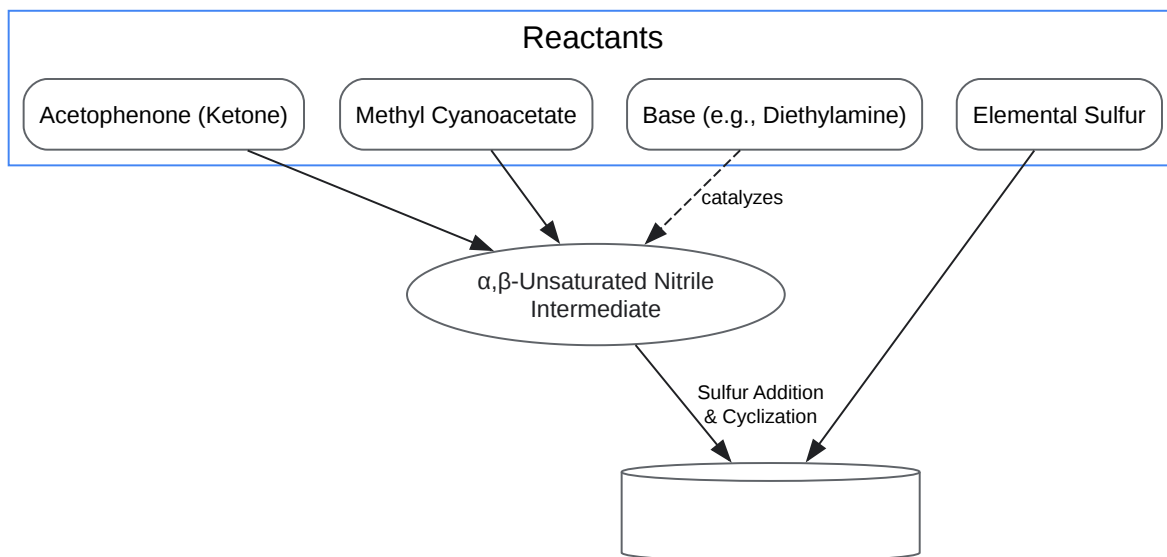 Reactants
Acetophenone (Ketone)
Methyl Cyanoacetate
Base (e.g., Diethylamine)
Elemental Sulfur
catalyzes
α,β-Unsaturated Nitrile
Intermediate
Sulfur Addition
& Cyclization